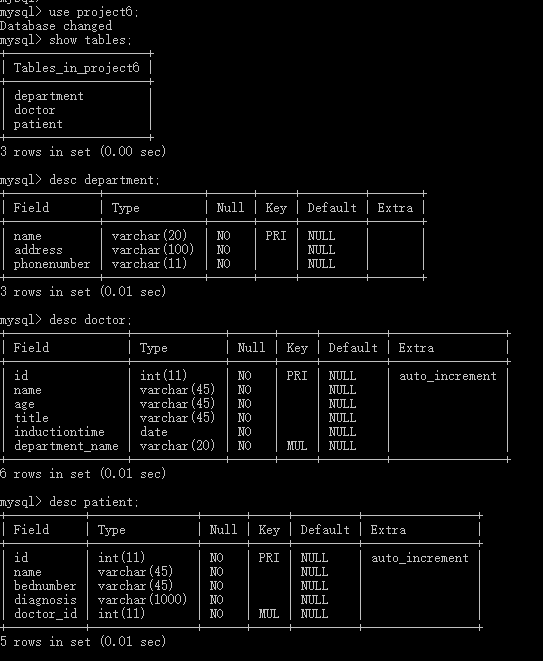 mysql> use project6;
Database changed
mysql> show tables;
+--------------------+
| Tables_in_project6 |
+--------------------+
| department         |
| doctor             |
| patient            |
+--------------------+
3 rows in set (0.00 sec)
mysql> desc department;
+-------------+--------------+------+-----+---------+-------+
| Field       | Type         | Null | Key | Default | Extra |
+-------------+--------------+------+-----+---------+-------+
| name        | varchar(20)  | NO   | PRI | NULL    |       |
| address     | varchar(100) | NO   |     | NULL    |       |
| phonenumber | varchar(11)  | NO   |     | NULL    |       |
+-------------+--------------+------+-----+---------+-------+
3 rows in set (0.01 sec)
mysql> desc doctor;
+-----------------+-------------+------+-----+---------+----------------+
| Field           | Type        | Null | Key | Default | Extra          |
+-----------------+-------------+------+-----+---------+----------------+
| id              | int(11)     | NO   | PRI | NULL    | auto_increment |
| name            | varchar(45) | NO   |     | NULL    |                |
| age             | varchar(45) | NO   |     | NULL    |                |
| title           | varchar(45) | NO   |     | NULL    |                |
| inductiontime   | date        | NO   |     | NULL    |                |
| department_name | varchar(20) | NO   | MUL | NULL    |                |
+-----------------+-------------+------+-----+---------+----------------+
6 rows in set (0.01 sec)
mysql> desc patient;
+-----------+---------------+------+-----+---------+----------------+
| Field     | Type          | Null | Key | Default | Extra          |
+-----------+---------------+------+-----+---------+----------------+
| id        | int(11)       | NO   | PRI | NULL    | auto_increment |
| name      | varchar(45)   | NO   |     | NULL    |                |
| bednumber | varchar(45)   | NO   |     | NULL    |                |
| diagnosis | varchar(1000) | NO   |     | NULL    |                |
| doctor_id | int(11)       | NO   | MUL | NULL    |                |
+-----------+---------------+------+-----+---------+----------------+
5 rows in set (0.01 sec)